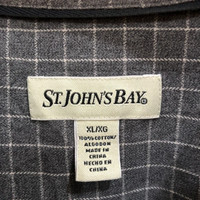 ST. JOHN'S BAY®
XL/XG
100% COTTON/
ALGODON
MADE IN
CHINA
HECHO EN
CHINA